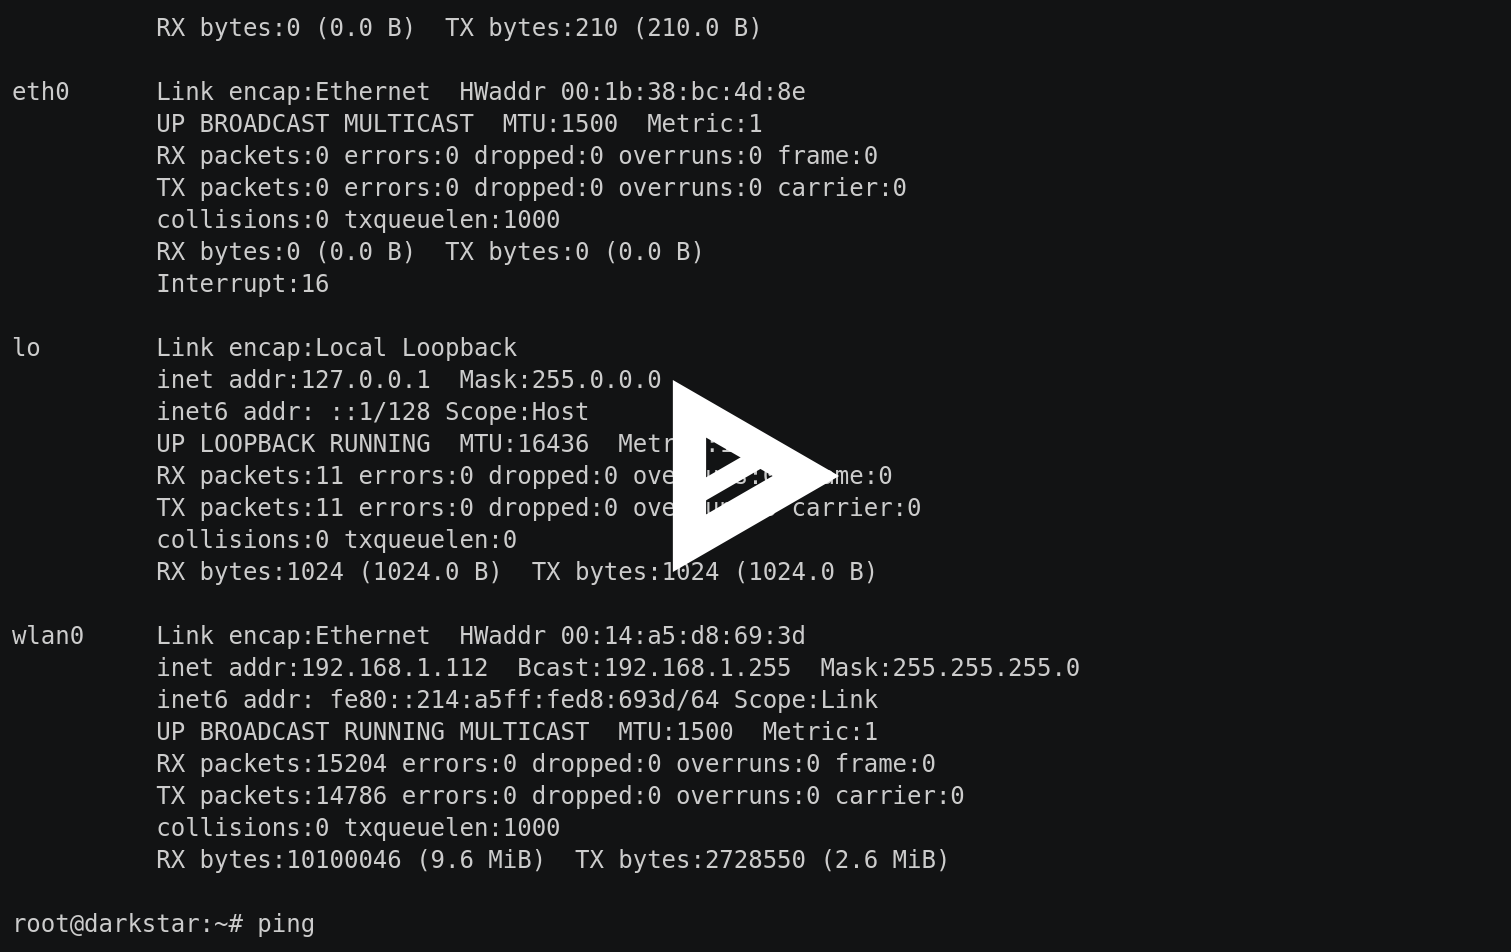 RX bytes:0 (0.0 B)  TX bytes:210 (210.0 B)
eth0      Link encap:Ethernet  HWaddr 00:1b:38:bc:4d:8e
UP BROADCAST MULTICAST  MTU:1500  Metric:1
RX packets:0 errors:0 dropped:0 overruns:0 frame:0
TX packets:0 errors:0 dropped:0 overruns:0 carrier:0
collisions:0 txqueuelen:1000
RX bytes:0 (0.0 B)  TX bytes:0 (0.0 B)
Interrupt:16
lo        Link encap:Local Loopback
inet addr:127.0.0.1  Mask:255.0.0.0
inet6 addr: ::1/128 Scope:Host
UP LOOPBACK RUNNING  MTU:16436
RX packets:11 errors:0 dropped:0
TX packets:11 errors:0 dropped:0 carrier:0
collisions:0 txqueuelen:0
RX bytes:1024 (1024.0 B)  TX bytes:1024 (1024.0 B)
wlan0     Link encap:Ethernet  HWaddr 00:14:a5:d8:69:3d
inet addr:192.168.1.112  Bcast:192.168.1.255  Mask:255.255.255.0
inet6 addr: fe80::214:a5ff:fed8:693d/64 Scope:Link
UP BROADCAST RUNNING MULTICAST  MTU:1500  Metric:1
RX packets:15204 errors:0 dropped:0 overruns:0 frame:0
TX packets:14786 errors:0 dropped:0 overruns:0 carrier:0
collisions:0 txqueuelen:1000
RX bytes:10100046 (9.6 MiB)  TX bytes:2728550 (2.6 MiB)
root@darkstar:~# ping